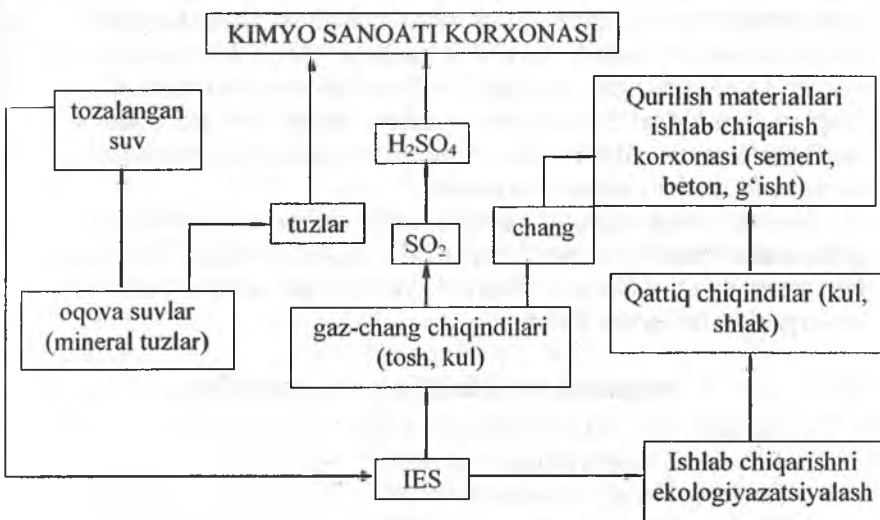 KIMYO SANOATI KORXONASI
tozalangan
suv
H₂SO₄
Qurilish materiallari
ishlab chiqarish
korxonasi (sement,
beton, g‘isht)
tuzlar
SO₂
chang
oqova suvlar
(mineral tuzlar)
gaz-chang chiqindilari
(tosh, kul)
Qattiq chiqindilar (kul,
shlak)
IES
Ishlab chiqarishni
ekologiyazatsiyalash